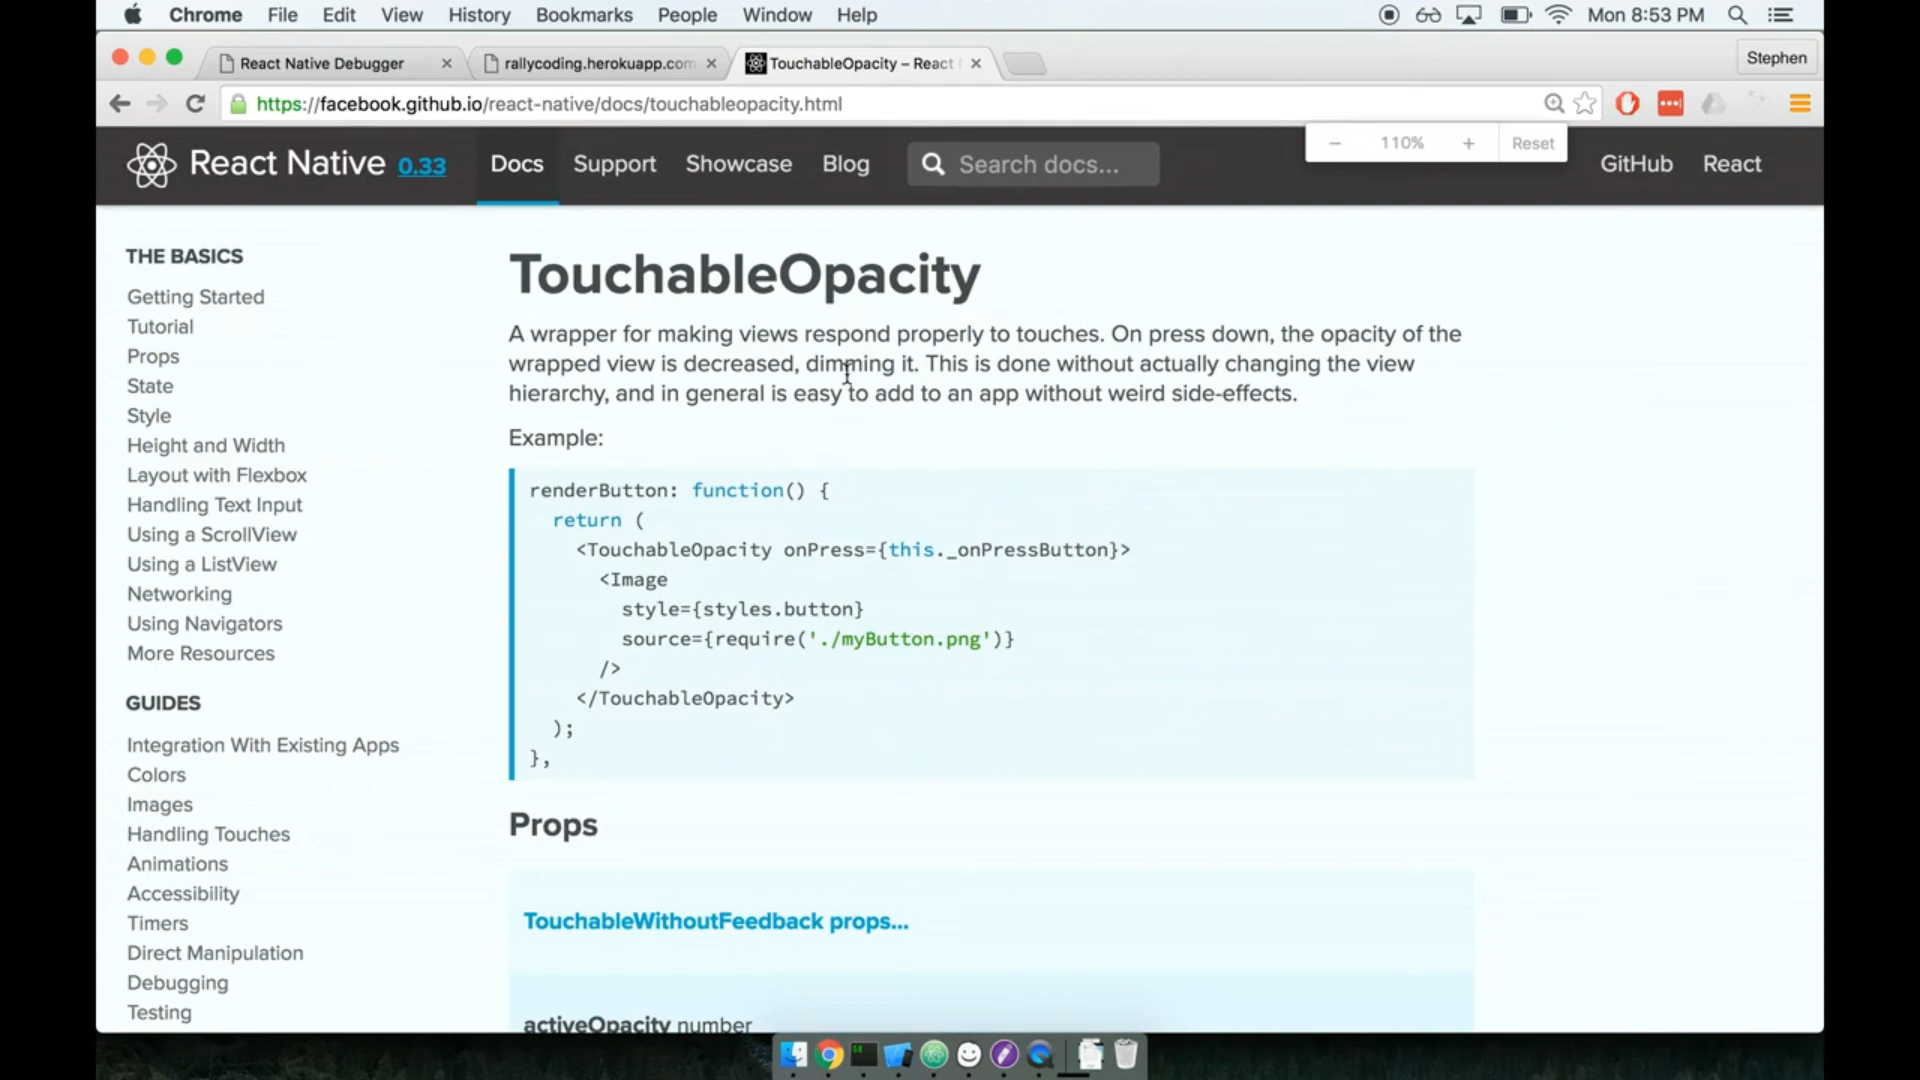 Chrome File Edit View History Bookmarks People Window Help Mon 8:53 PM
React Native Debugger
rallycoding.herokuapp.com
TouchableOpacity – React
Stephen
https://facebook.github.io/react-native/docs/touchableopacity.html
110% Reset
React Native 0.33 Docs Support Showcase Blog Search docs... GitHub React
THE BASICS
Getting Started
Tutorial
Props
State
Style
Height and Width
Layout with Flexbox
Handling Text Input
Using a ScrollView
Using a ListView
Networking
Using Navigators
More Resources
GUIDES
Integration With Existing Apps
Colors
Images
Handling Touches
Animations
Accessibility
Timers
Direct Manipulation
Debugging
Testing
TouchableOpacity
A wrapper for making views respond properly to touches. On press down, the opacity of the
wrapped view is decreased, dimming it. This is done without actually changing the view
hierarchy, and in general is easy to add to an app without weird side-effects.
Example:
renderButton: function() {
return (
<TouchableOpacity onPress={this._onPressButton}>
<Image
style={styles.button}
source={require('./myButton.png')}
/>
</TouchableOpacity>
);
},
Props
TouchableWithoutFeedback props...
activeOpacity number